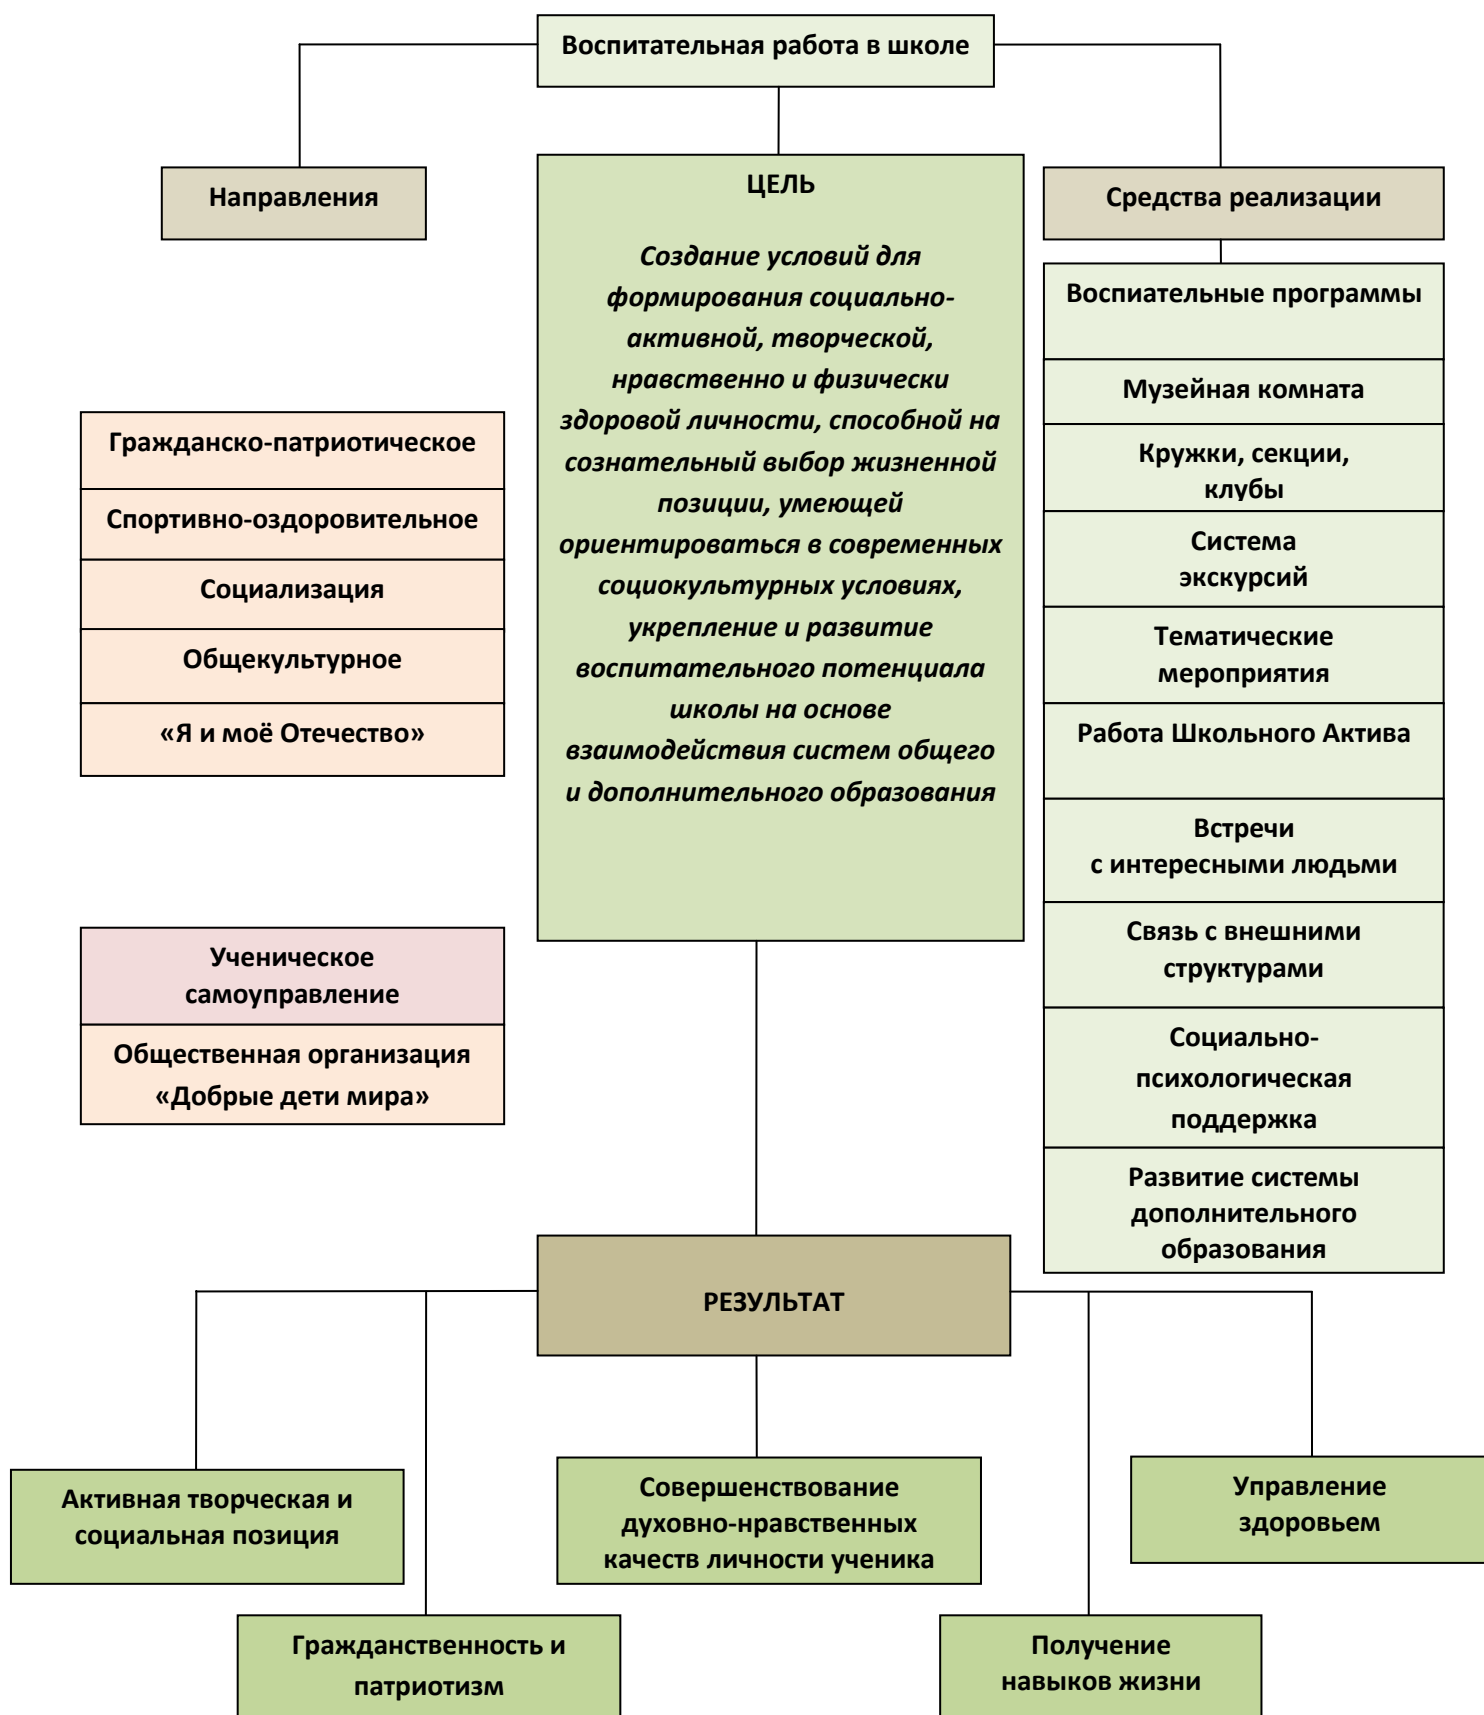 Воспитательная работа в школе
Направления
ЦЕЛЬ
Создание условий для
формирования социально-
активной, творческой,
нравственно и физически
здоровой личности, способной на
сознательный выбор жизненной
позиции, умеющей
ориентироваться в современных
социокультурных условиях,
укрепление и развитие
воспитательного потенциала
школы на основе
взаимодействия систем общего
и дополнительного образования
Средства реализации
Воспиательные программы
Музейная комната
Кружки, секции,
клубы
Система
экскурсий
Тематические
мероприятия
Работа Школьного Актива
Встречи
с интересными людьми
Связь с внешними
структурами
Социально-
психологическая
поддержка
Развитие системы
дополнительного
образования
Гражданско-патриотическое
Спортивно-оздоровительное
Социализация
Общекультурное
«Я и моё Отечество»
Ученическое
самоуправление
Общественная организация
«Добрые дети мира»
РЕЗУЛЬТАТ
Активная творческая и
социальная позиция
Гражданственность и
патриотизм
Совершенствование
духовно-нравственных
качеств личности ученика
Получение
навыков жизни
Управление
здоровьем